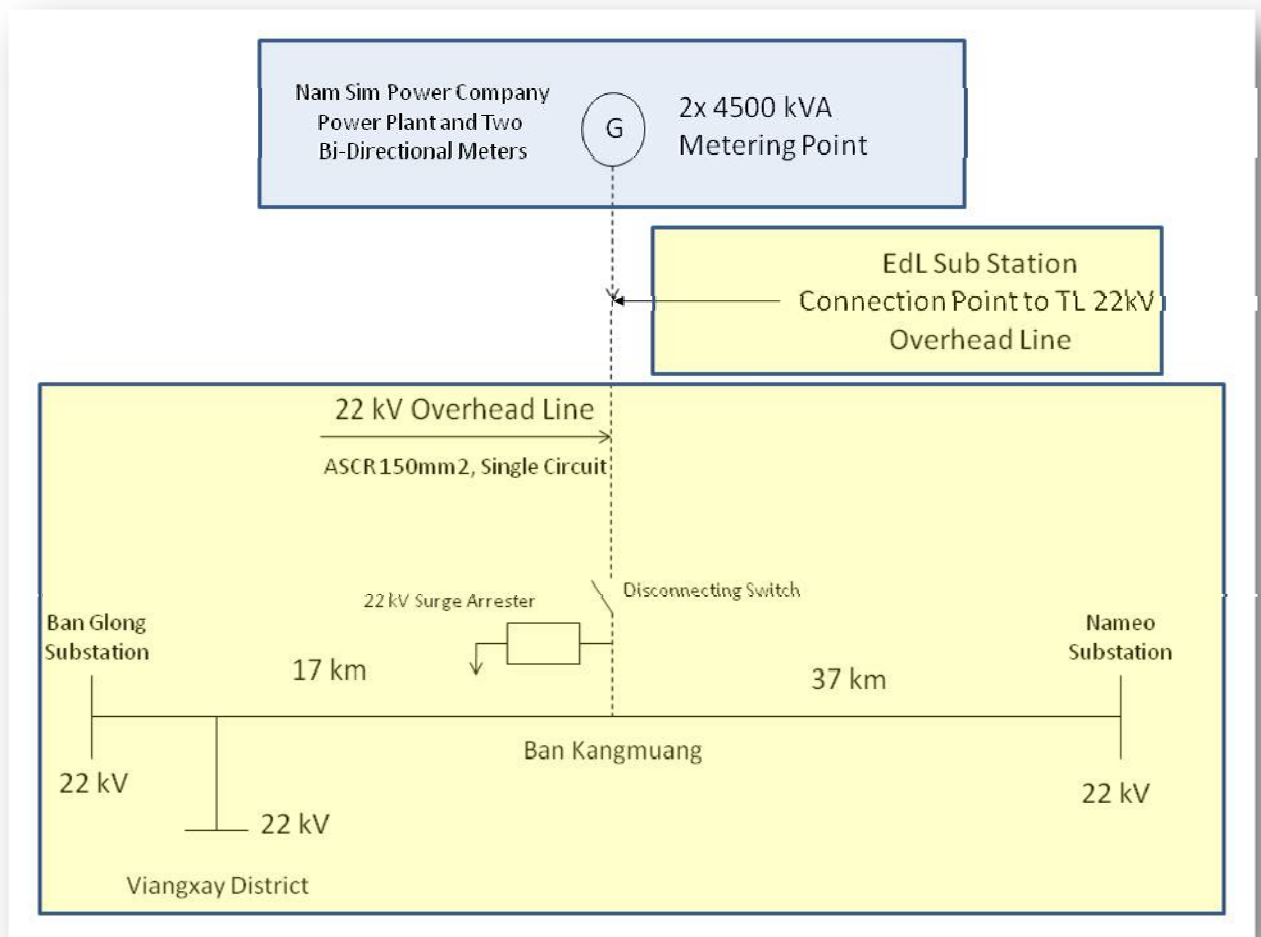 Nam Sim Power Company
Power Plant and Two
Bi-Directional Meters
G
2x 4500 kVA
Metering Point
EdL Sub Station
Connection Point to TL 22kV
Overhead Line
22 kV Overhead Line
ASCR 150mm2, Single Circuit
Disconnecting Switch
22 kV Surge Arrester
Ban Glong
Substation
Nameo
Substation
17 km
37 km
Ban Kangmuang
22 kV
22 kV
22 kV
Viangxay District